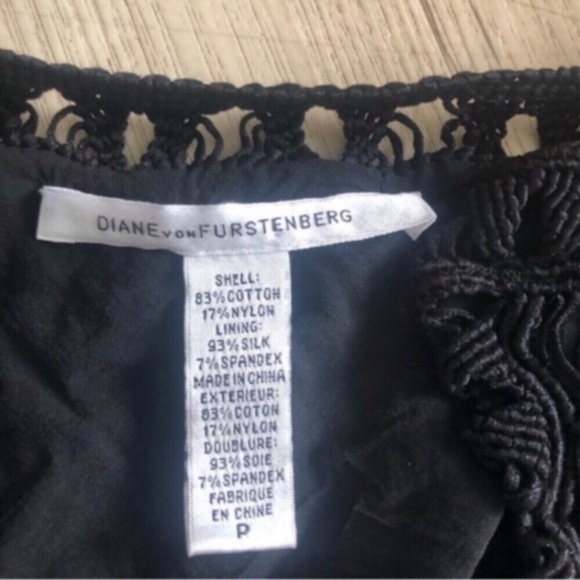 DIANE VON FURSTENBERG
SHELL:
83% COTTON
17% NYLON
LINING:
93% SILK
7% SPANDEX
MADE IN CHINA
EXTERIEUR:
83% COTON
17% NYLON
DOUBLURE:
93% SOIE
7% SPANDEX
FABRIQUE
EN CHINE
P